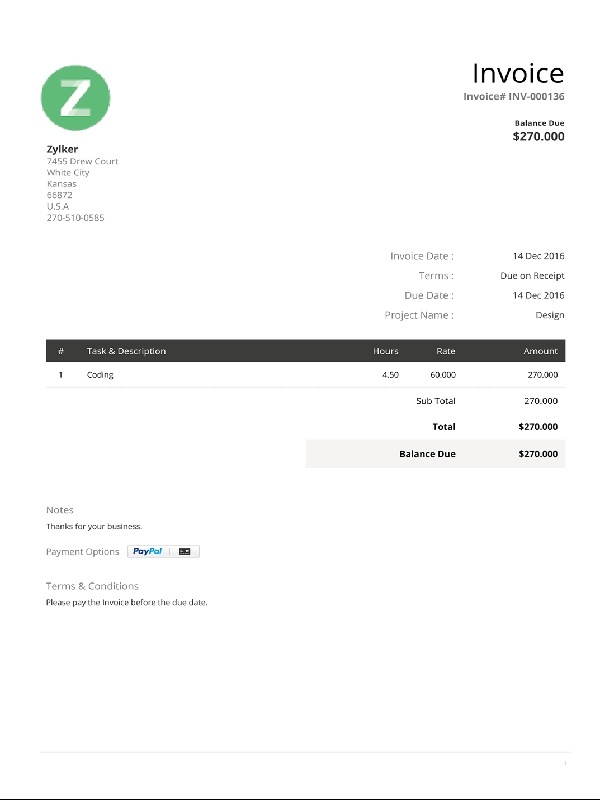 Z
Invoice
Invoice# INV-000136
Balance Due
$270.000
Zylker
7455 Drew Court
White City
Kansas
66872
U.S.A
270-510-0585
Invoice Date : 14 Dec 2016
Terms : Due on Receipt
Due Date : 14 Dec 2016
Project Name : Design
# Task & Description Hours Rate Amount
1 Coding 4.50 60.000 270.000
Sub Total 270.000
Total $270.000
Balance Due $270.000
Notes
Thanks for your business.
Payment Options PayPal
Terms & Conditions
Please pay the Invoice before the due date.